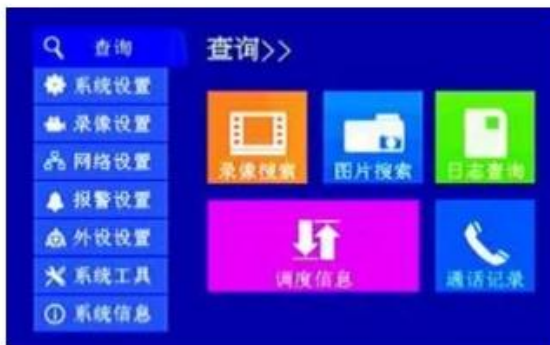 查询
系统设置
录像设置
网络设置
报警设置
外设设置
系统工具
系统信息
查询>>
录像搜索
图片搜索
日志查询
调度信息
通话记录